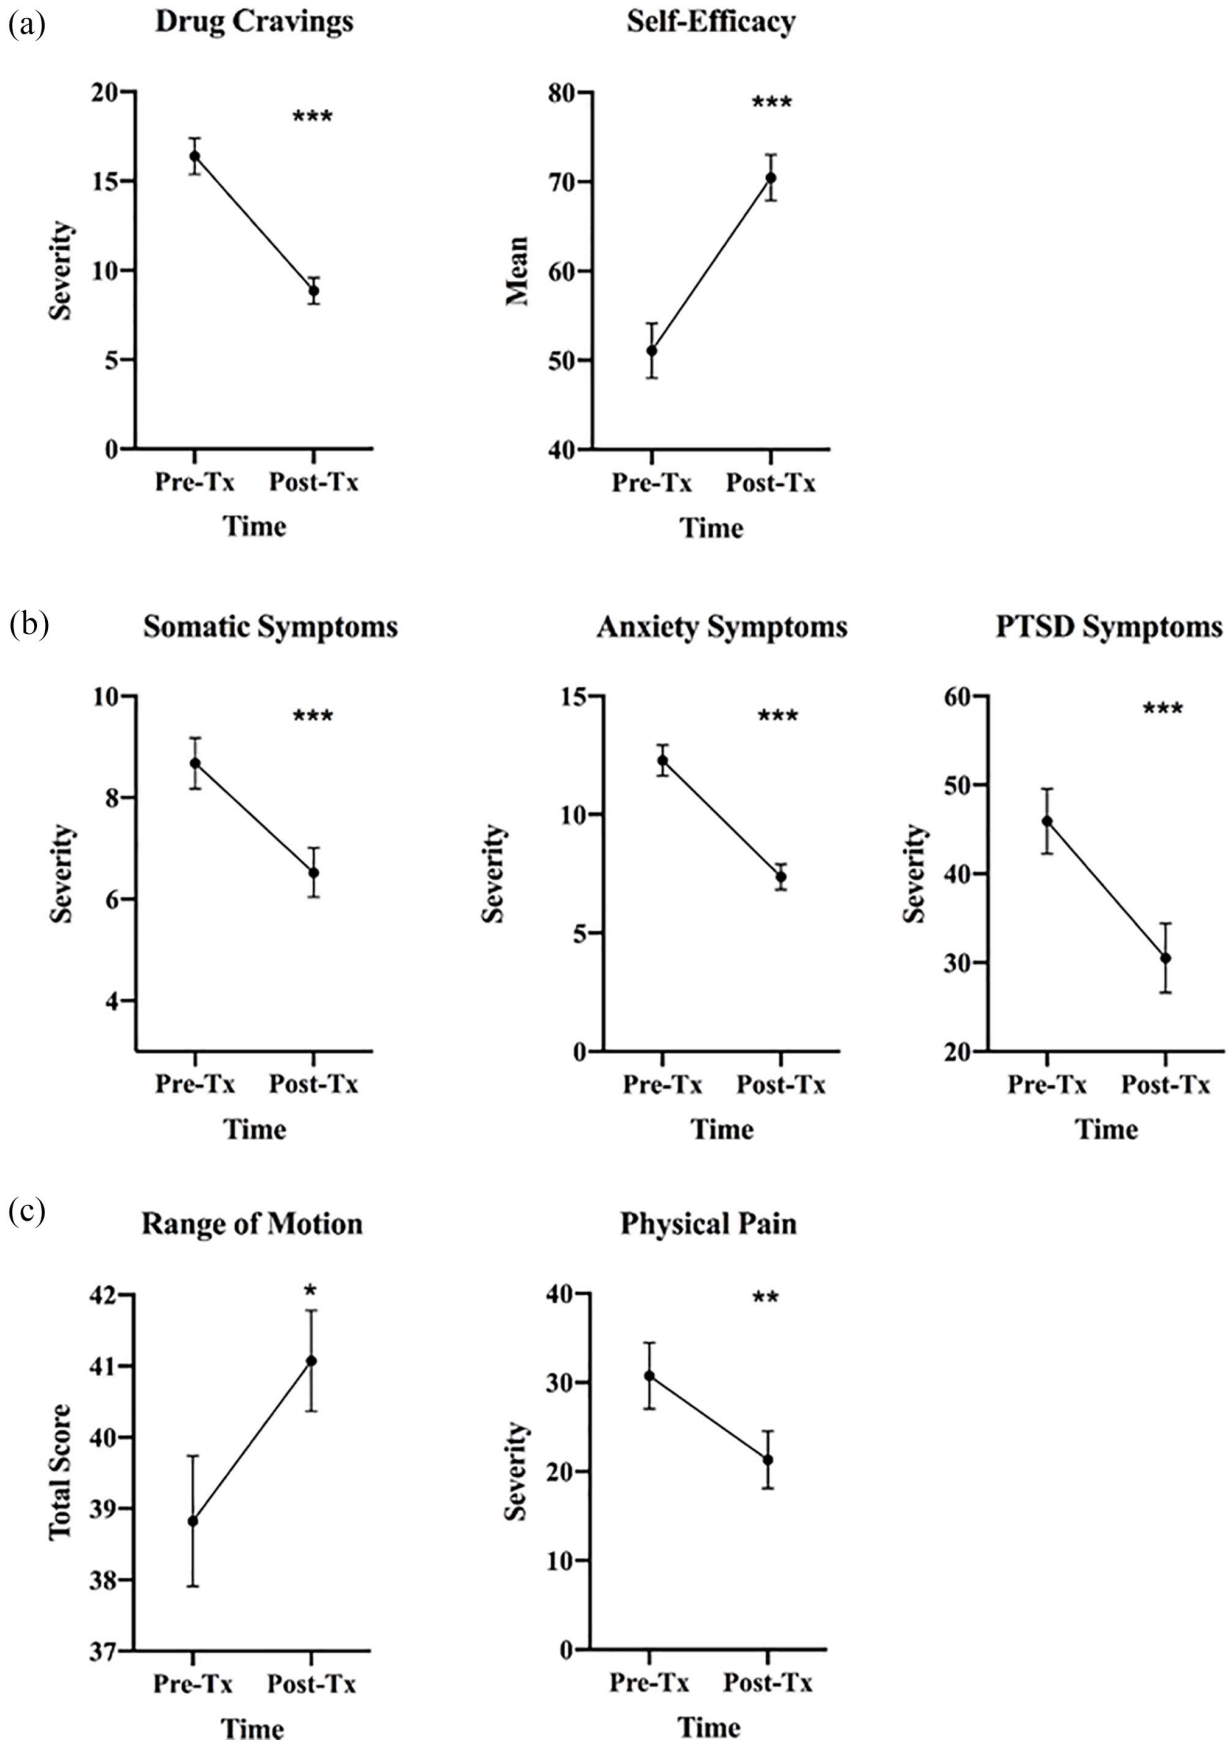 (a)
Drug Cravings
Self-Efficacy
20
15
10
5
0
Severity
***
Pre-Tx Post-Tx
Time
80
70
60
50
40
Mean
***
Pre-Tx Post-Tx
Time
(b)
Somatic Symptoms
Anxiety Symptoms
PTSD Symptoms
10
8
6
4
Severity
***
Pre-Tx Post-Tx
Time
15
10
5
0
Severity
***
Pre-Tx Post-Tx
Time
60
50
40
30
20
Severity
***
Pre-Tx Post-Tx
Time
(c)
Range of Motion
Physical Pain
42
41
40
39
38
37
Total Score
*
Pre-Tx Post-Tx
Time
40
30
20
10
0
Severity
**
Pre-Tx Post-Tx
Time